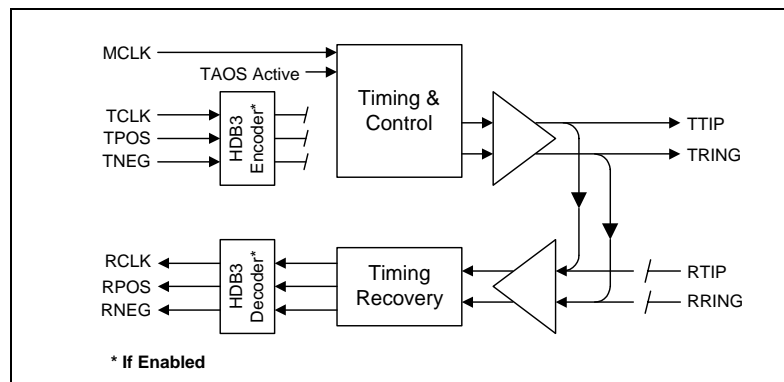 MCLK
TAOS Active
TCLK
TPOS
TNEG
HDB3
Encoder*
Timing &
Control
TTIP
TRING
RCLK
RPOS
RNEG
HDB3
Decoder*
Timing
Recovery
RTIP
RRING
* If Enabled